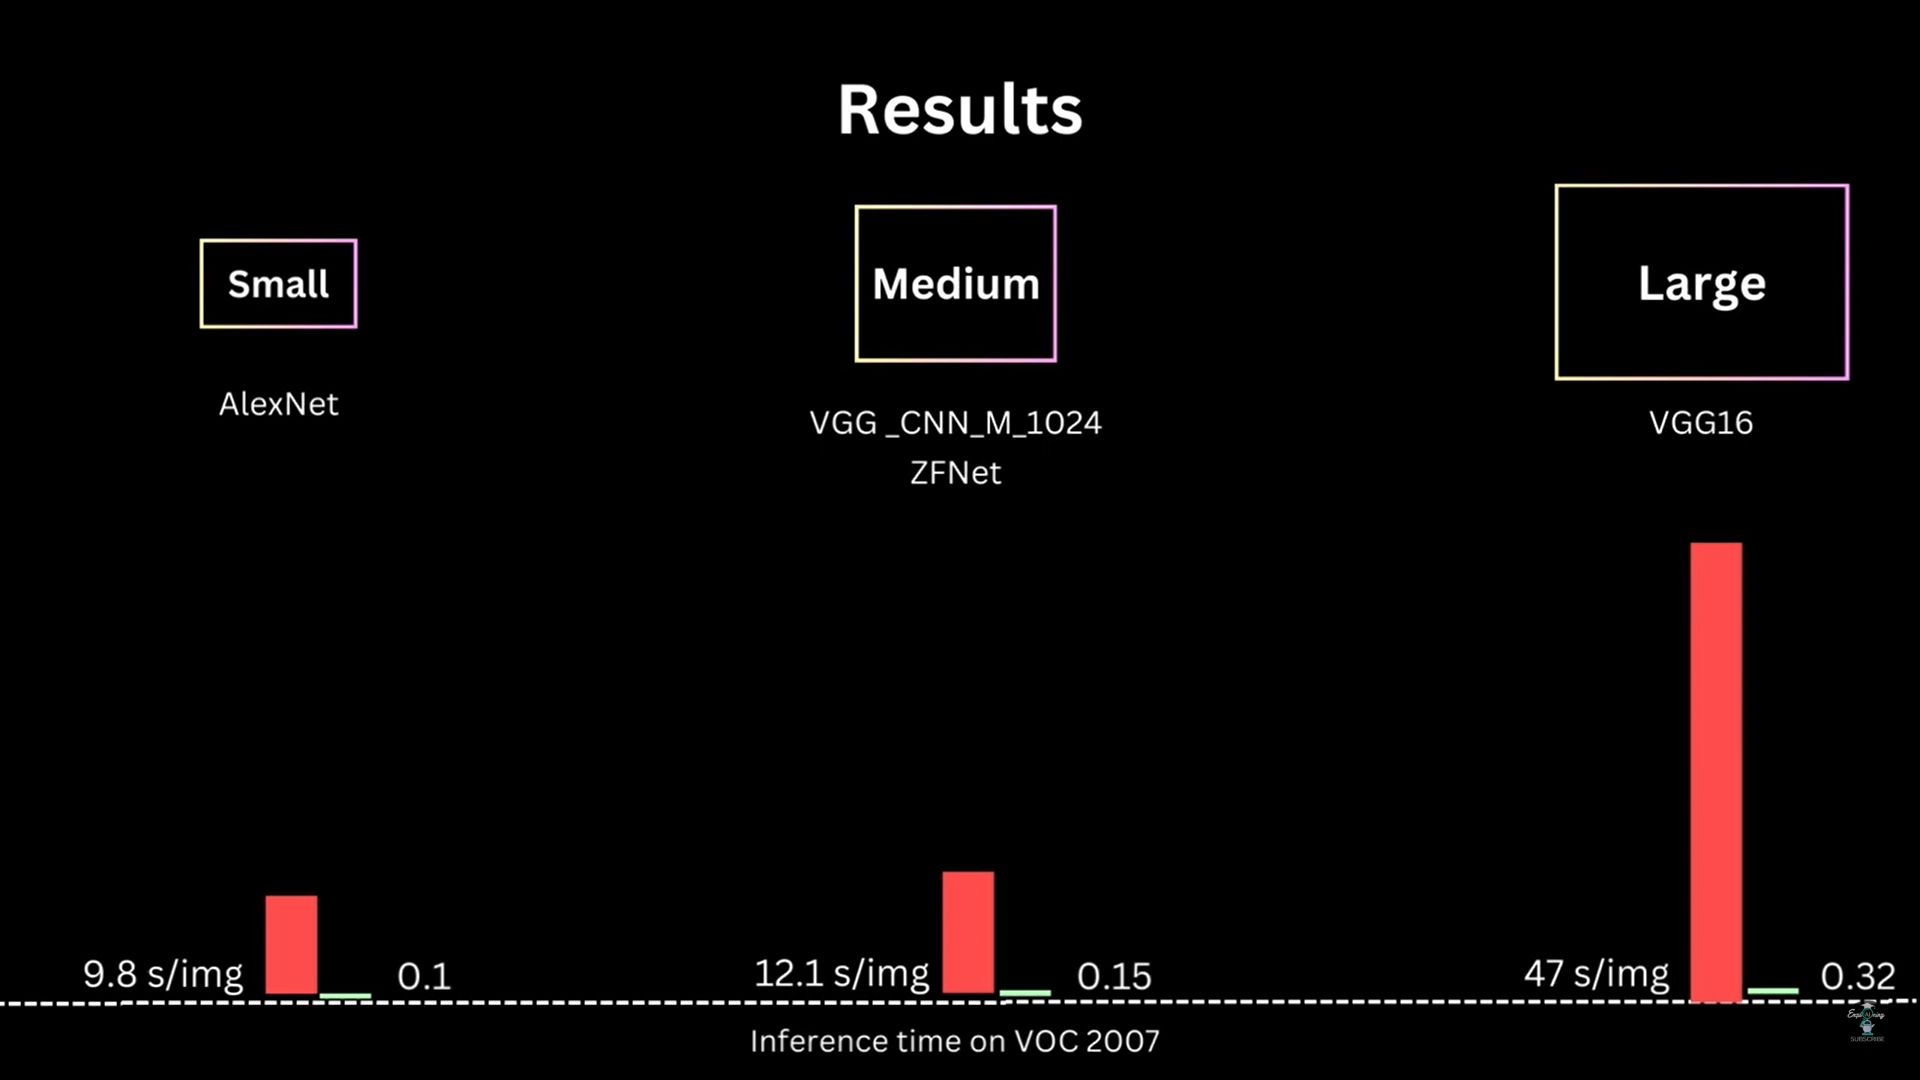 Results
Small
Medium
Large
AlexNet
VGG _CNN_M_1024
ZFNet
VGG16
9.8 s/img
0.1
12.1 s/img
0.15
47 s/img
0.32
Inference time on VOC 2007
SUBSCRIBE